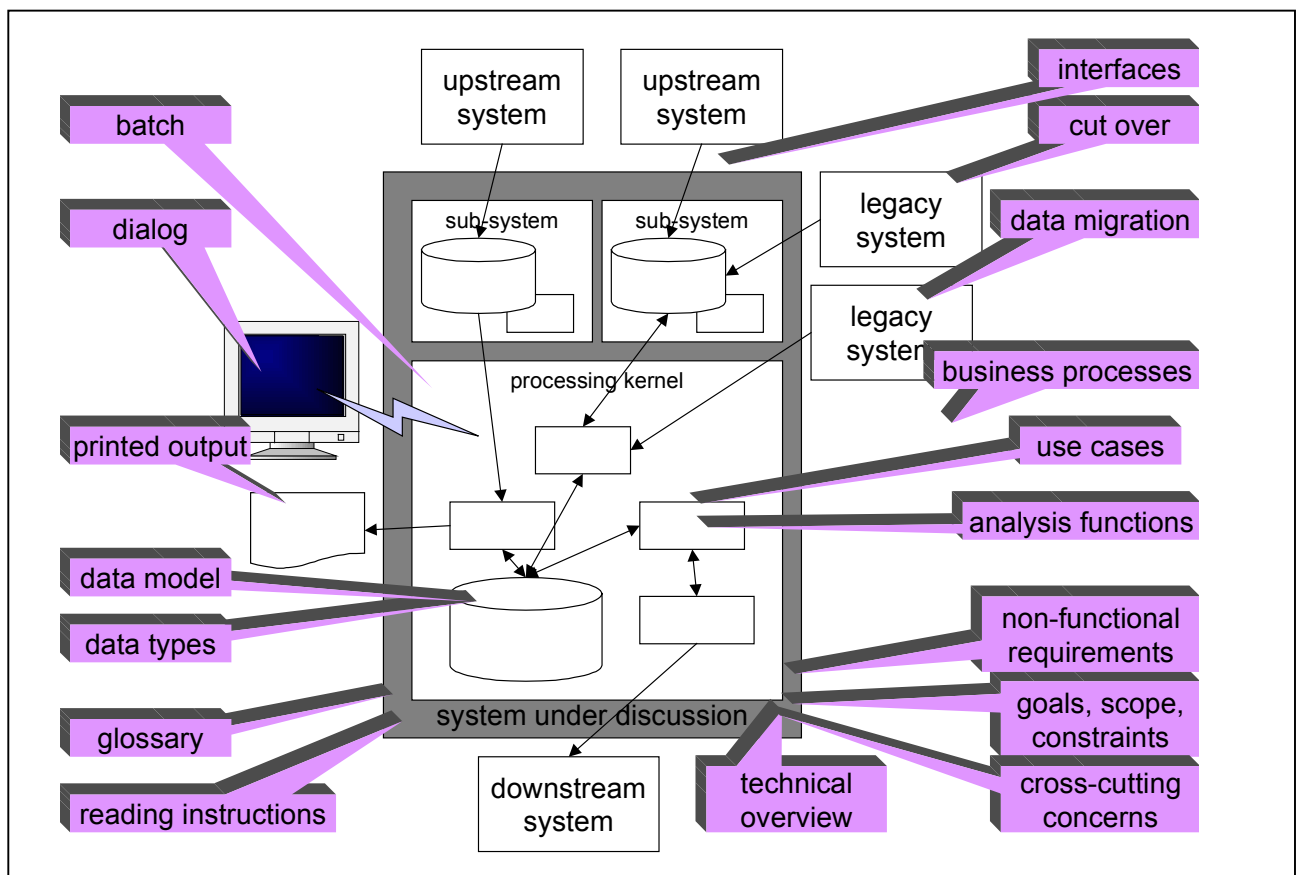 upstream
system
upstream
system
interfaces
batch
cut over
dialog
sub-system
sub-system
legacy
system
data migration
legacy
system
processing kernel
business processes
printed output
use cases
analysis functions
data model
data types
non-functional
requirements
glossary
system under discussion
goals, scope,
constraints
reading instructions
downstream
system
technical
overview
cross-cutting
concerns